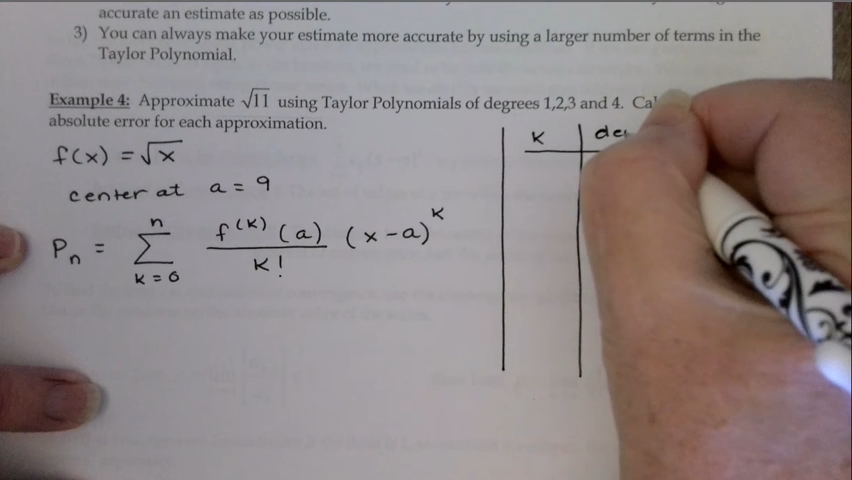 accurate an estimate as possible.
3) You can always make your estimate more accurate by using a larger number of terms in the
Taylor Polynomial.
Example 4: Approximate √11 using Taylor Polynomials of degrees 1,2,3 and 4.
absolute error for each approximation.
f(x) = √x
center at a = 9
Pn = n Σ k = 0 f^(k) (a) / k! (x - a)^k
K